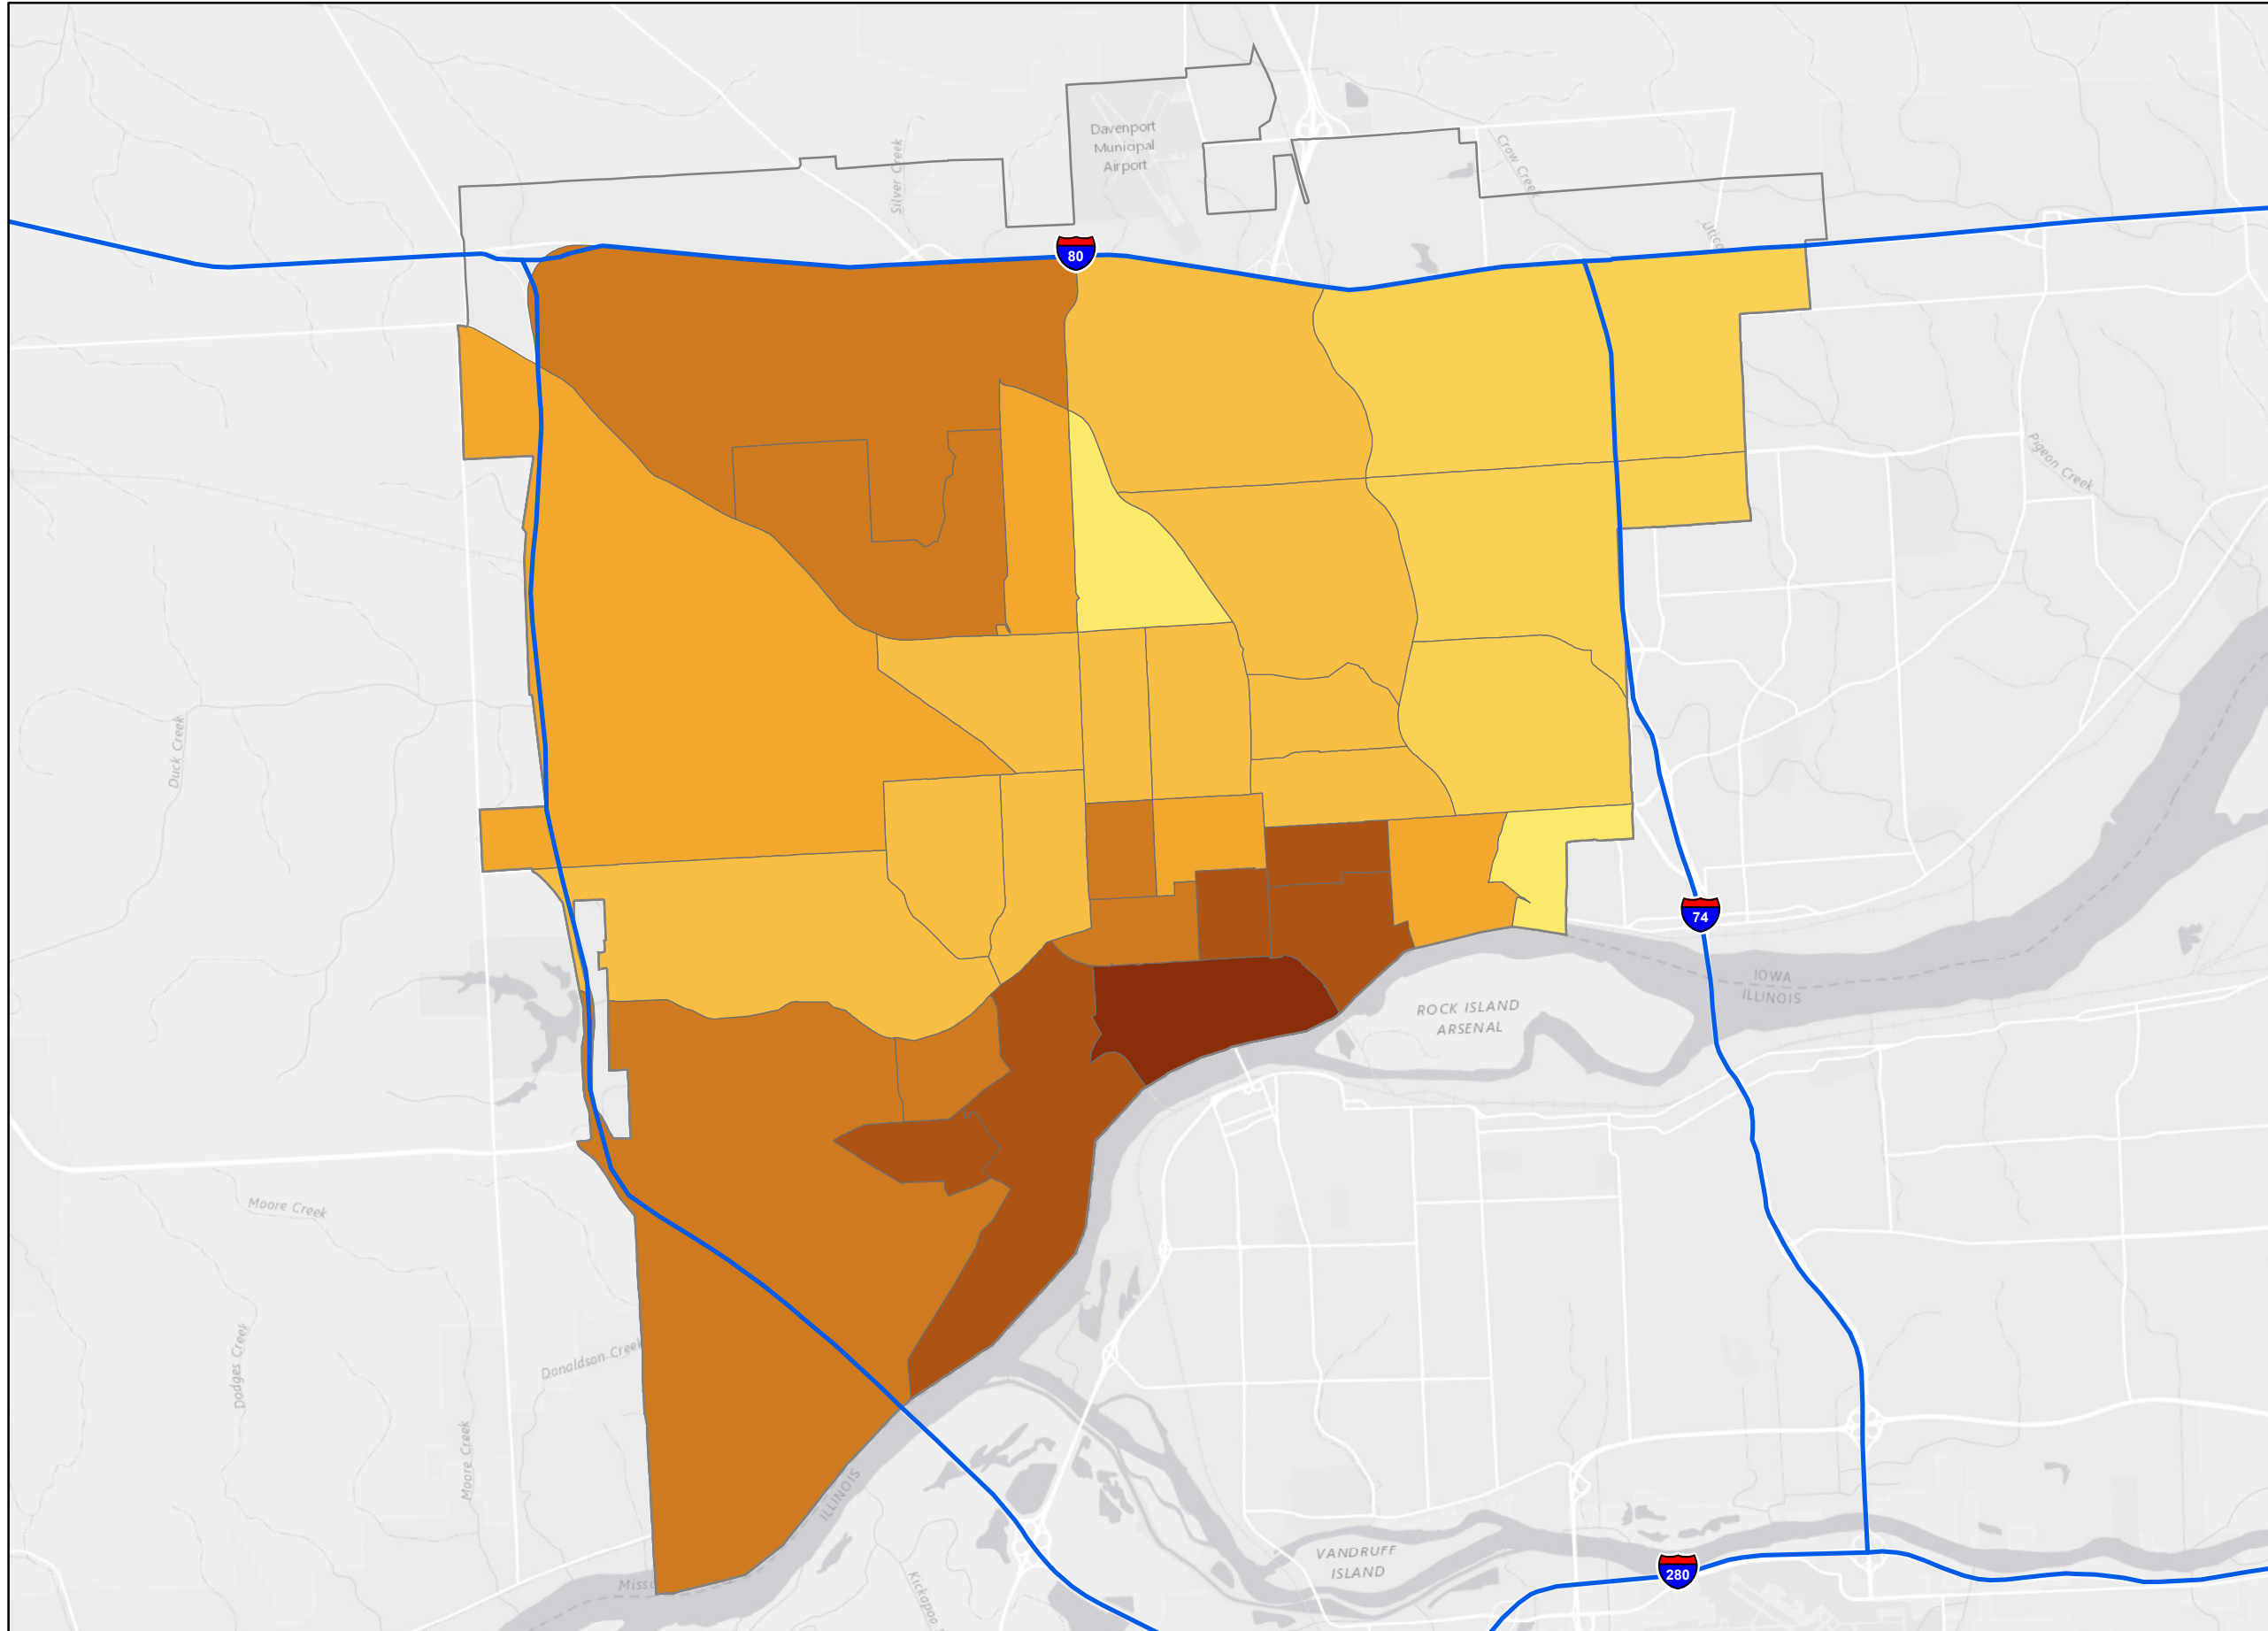 Davenport
Municipal
Airport
Silver Creek
Crow Creek
80
Pigeon Creek
Duck Creek
74
IOWA
ILLINOIS
ROCK ISLAND
ARSENAL
Moore Creek
Donaldson Creek
Dodges Creek
Moore Creek
ILLINOIS
VANDRUFF
ISLAND
280
Kickapoo